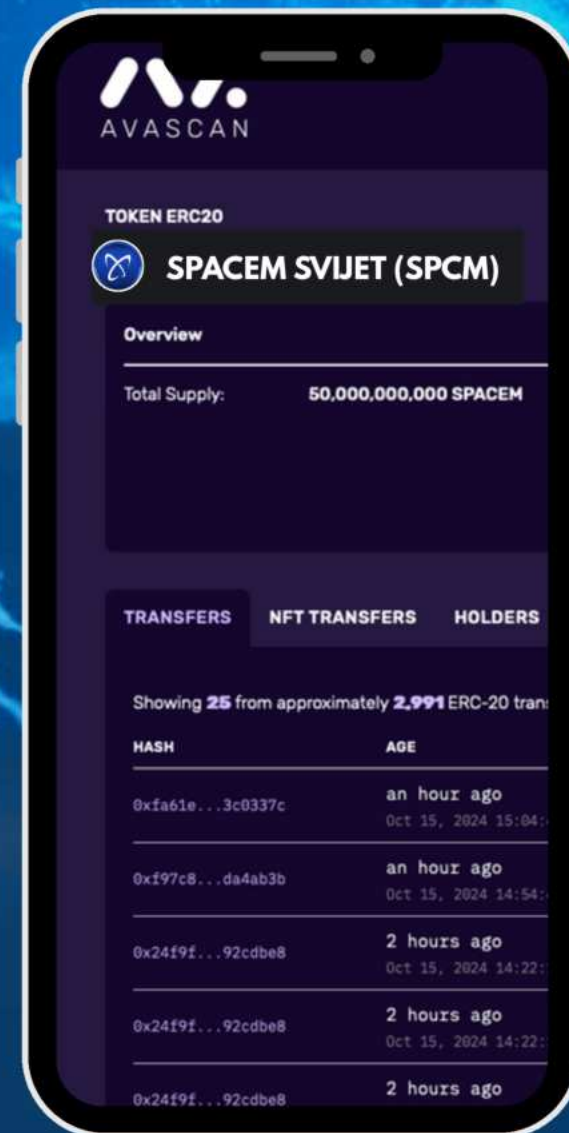 AVASCAN
TOKEN ERC20
SPACEM SVIJET (SPCM)
Overview
Total Supply: 50,000,000,000 SPACEM
TRANSFERS NFT TRANSFERS HOLDERS
Showing 25 from approximately 2,991 ERC-20 tran
HASH AGE
0xfa61e...3c0337c an hour ago
Oct 15, 2024 15:04:
0xf97c8...da4ab3b an hour ago
Oct 15, 2024 14:54:
0x24f9f...92cdbe8 2 hours ago
Oct 15, 2024 14:22:
0x24f9f...92cdbe8 2 hours ago
Oct 15, 2024 14:22:
0x24f9f...92cdbe8 2 hours ago